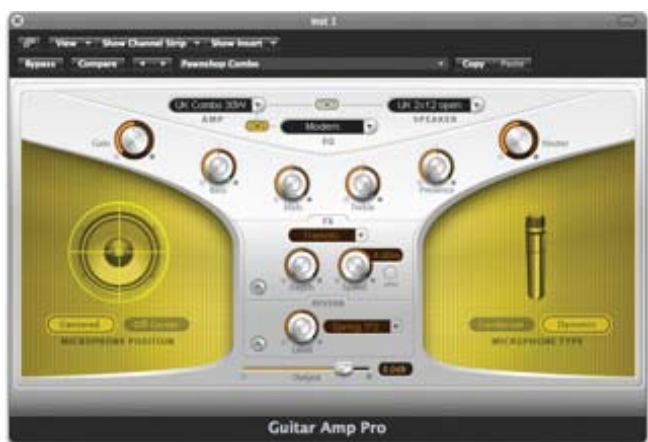 Inst 1
View Show Channel Strip Show Insert
Bypass Compare Pawnshop Combo Copy Paste
UK Combo 30W UK 2x12 open
AMP SPEAKER
Modern
EQ
Gain Master
Bass Mids Treble Presence
FX
Tremolo
Depth Speed
REVERB
Spring
Level
Centered Off-Center Condenser Dynamic
MICROPHONE POSITION MICROPHONE TYPE
Output 0.0dB
Guitar Amp Pro